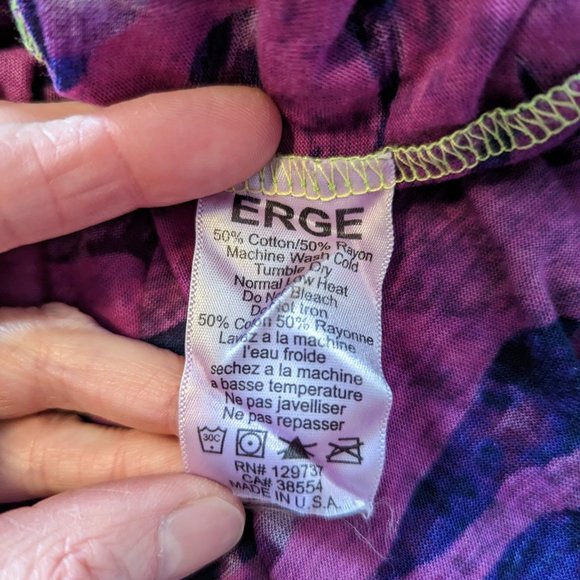 ERGE
50% Cotton/50% Rayon
Machine Wash Cold
Tumble Dry
Normal Low Heat
Do Not Bleach
Do not Iron
50% Coton 50% Rayonne
Lavez a la machine
l'eau froide
sechez a la machine
a basse temperature
Ne pas javelliser
Ne pas repasser
30C
RN# 129737
CA# 38554
MADE IN U.S.A.